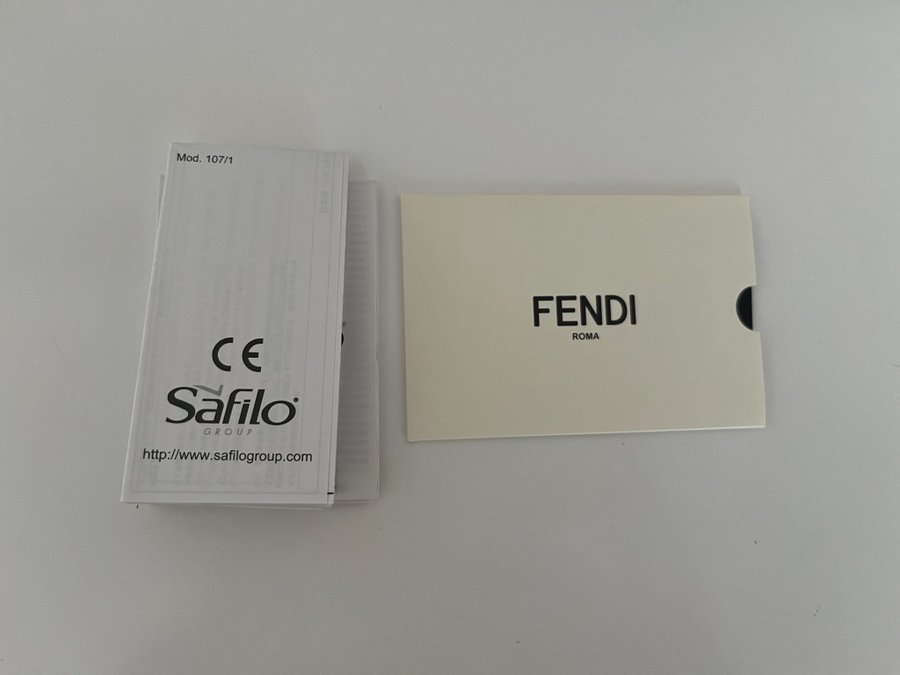 Mod. 107/1
CE
Safilo
GROUP
http://www.safilogroup.com
FENDI
ROMA